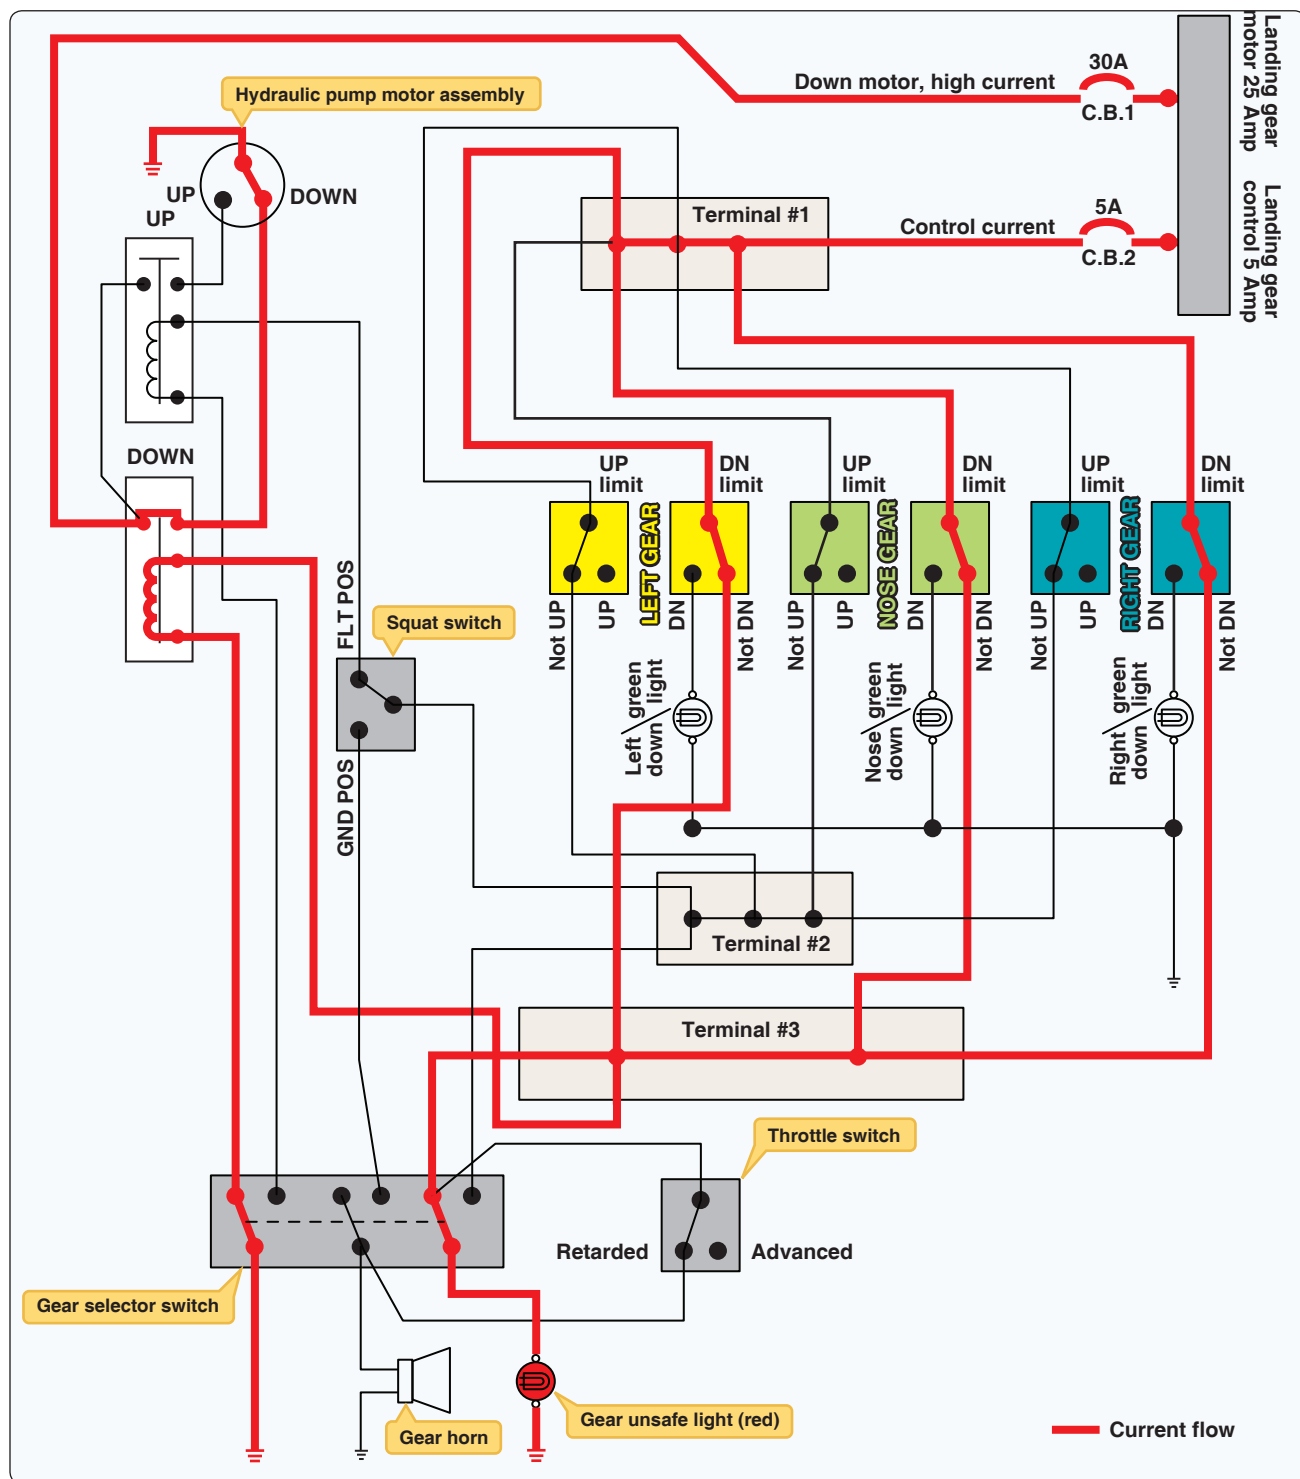 Landing gear
motor 25 Amp
30A
Down motor, high current
C.B.1
Hydraulic pump motor assembly
UP
DOWN
UP
Terminal #1
Landing gear
control 5 Amp
5A
Control current
C.B.2
DOWN
UP
limit
DN
limit
UP
limit
DN
limit
UP
limit
DN
limit
LEFT GEAR
NOSE GEAR
RIGHT GEAR
Not UP
UP
DN
Not DN
Not UP
UP
DN
Not DN
Not UP
UP
DN
Not DN
FLT POS
Squat switch
GND POS
Left green
down light
Nose green
down light
Right green
down light
Terminal #2
Terminal #3
Throttle switch
Retarded
Advanced
Gear selector switch
Gear horn
Gear unsafe light (red)
Current flow